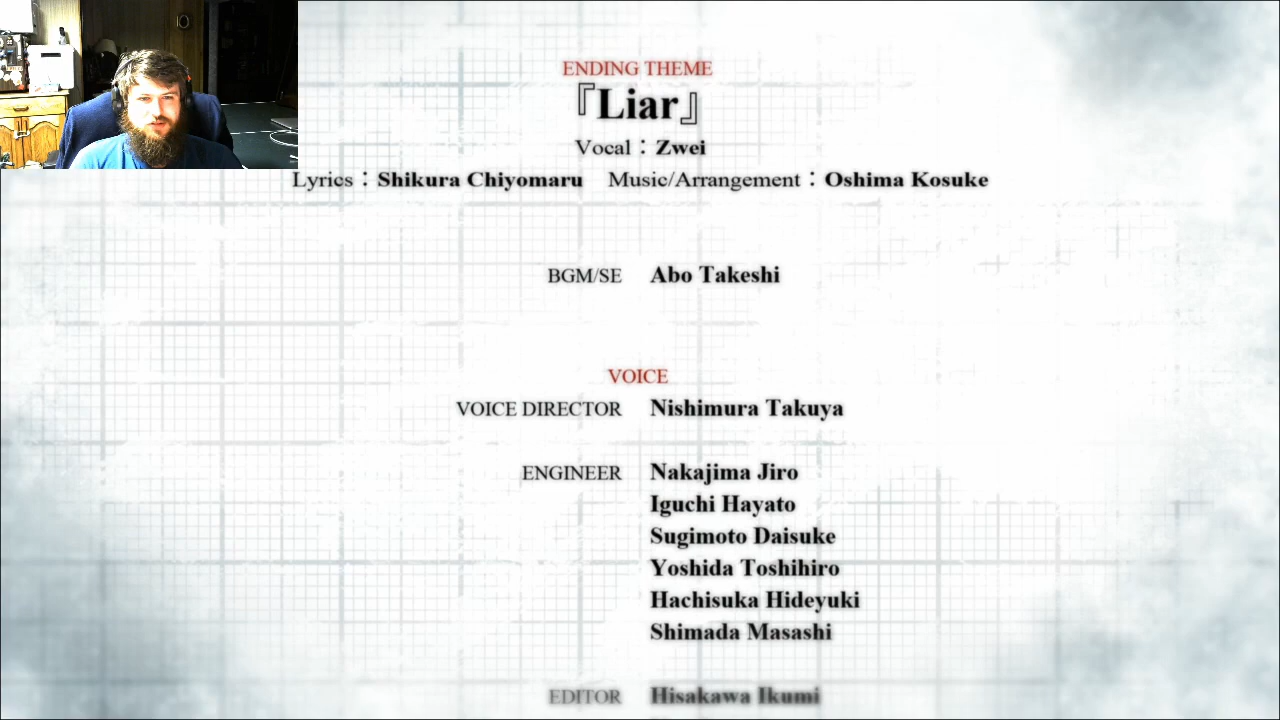 ENDING THEME
『Liar』
Vocal：Zwei
Lyrics：Shikura Chiyomaru Music/Arrangement：Oshima Kosuke
BGM/SE Abo Takeshi
VOICE
VOICE DIRECTOR Nishimura Takuya
ENGINEER Nakajima Jiro
Iguchi Hayato
Sugimoto Daisuke
Yoshida Toshihiro
Hachisuka Hideyuki
Shimada Masashi
EDITOR Hisakawa Ikumi